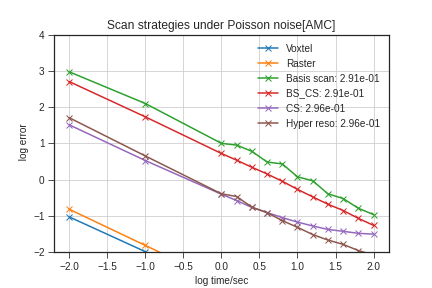 Scan strategies under Poisson noise[AMC]
4
3
2
1
0
−1
−2
log error
Voxtel
Raster
Basis scan: 2.91e-01
BS_CS: 2.91e-01
CS: 2.96e-01
Hyper reso: 2.96e-01
−2.0 −1.5 −1.0 −0.5 0.0 0.5 1.0 1.5 2.0
log time/sec